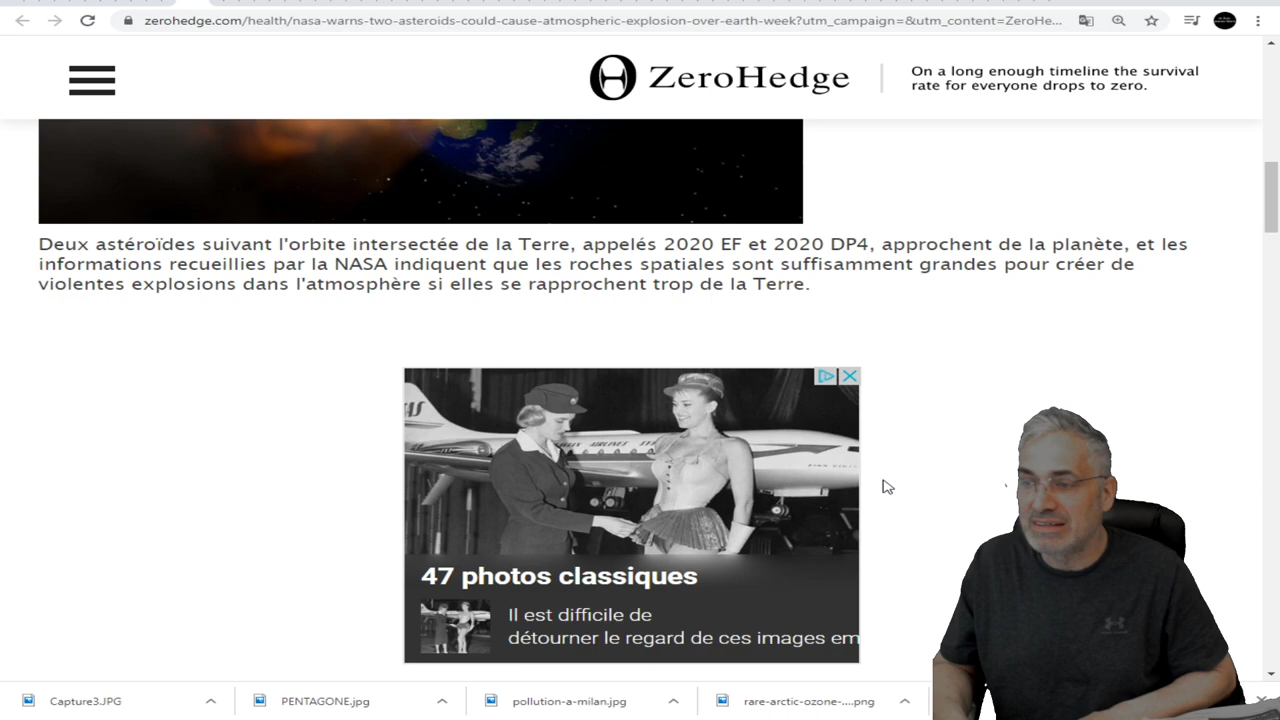 zerohedge.com/health/nasa-warns-two-asteroids-could-cause-atmospheric-explosion-over-earth-week?utm_campaign=&utm_content=ZeroHe...
ZeroHedge
On a long enough timeline the survival
rate for everyone drops to zero.
Deux astéroïdes suivant l'orbite intersectée de la Terre, appelés 2020 EF et 2020 DP4, approchent de la planète, et les
informations recueillies par la NASA indiquent que les roches spatiales sont suffisamment grandes pour créer de
violentes explosions dans l'atmosphère si elles se rapprochent trop de la Terre.
47 photos classiques
Il est difficile de
détourner le regard de ces images em
Capture3.JPG
PENTAGONE.jpg
pollution-a-milan.jpg
rare-arctic-ozone-....png